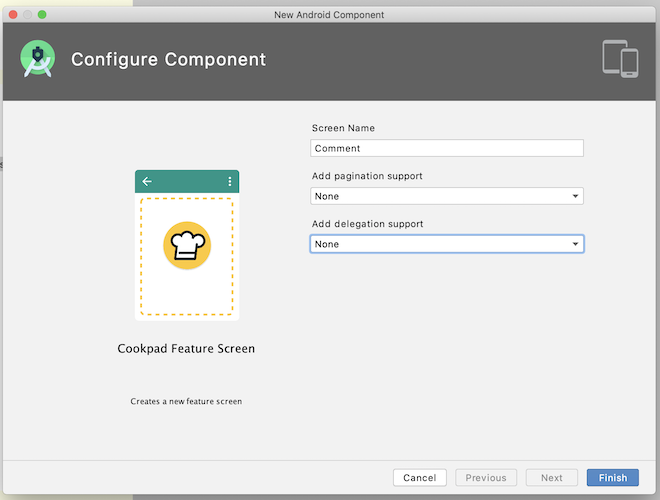 New Android Component
Configure Component
Screen Name
Comment
Add pagination support
None
Add delegation support
None
Cookpad Feature Screen
Creates a new feature screen
Cancel
Previous
Next
Finish